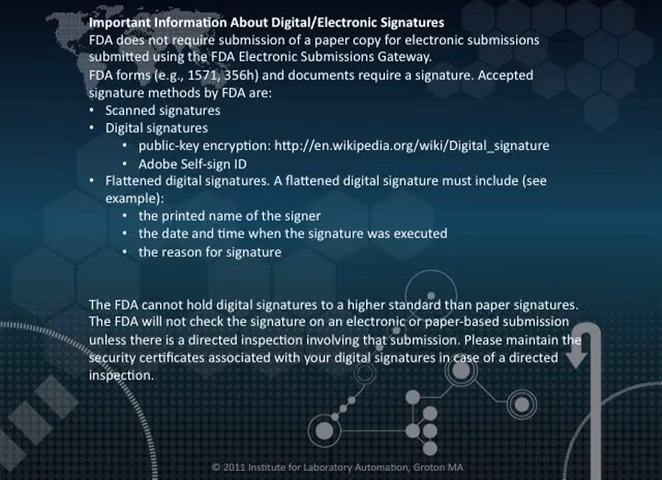 Important Information About Digital/Electronic Signatures
FDA does not require submission of a paper copy for electronic submissions
submitted using the FDA Electronic Submissions Gateway.
FDA forms (e.g., 1571, 356h) and documents require a signature. Accepted
signature methods by FDA are:
• Scanned signatures
• Digital signatures
• public-key encryption: http://en.wikipedia.org/wiki/Digital_signature
• Adobe Self-sign ID
• Flattened digital signatures. A flattened digital signature must include (see
example):
• the printed name of the signer
• the date and time when the signature was executed
• the reason for signature
The FDA cannot hold digital signatures to a higher standard than paper signatures.
The FDA will not check the signature on an electronic or paper-based submission
unless there is a directed inspection involving that submission. Please maintain the
security certificates associated with your digital signatures in case of a directed
inspection.
© 2011 Institute for Laboratory Automation, Groton MA